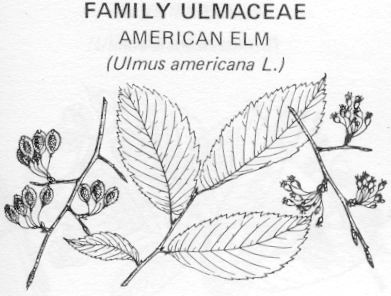 FAMILY ULMACEAE
AMERICAN ELM
(Ulmus americana L.)